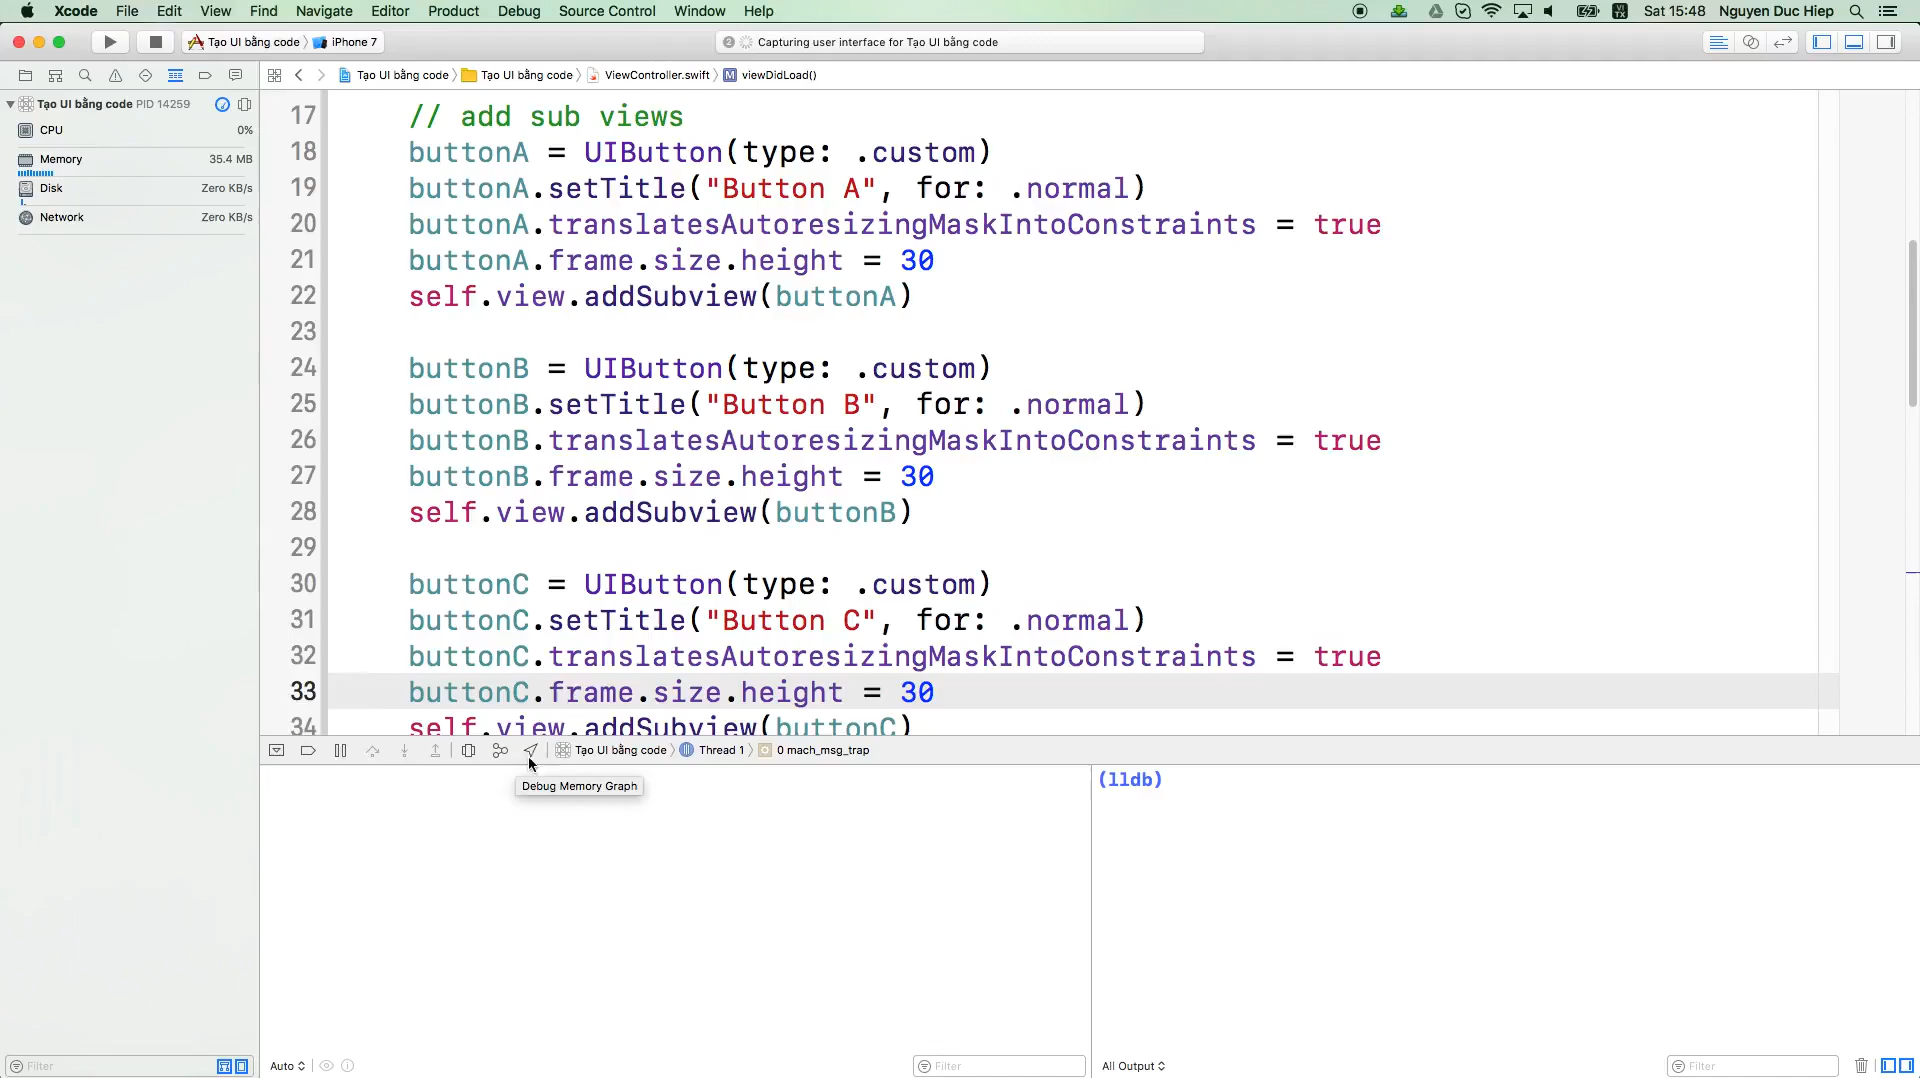 Xcode File Edit View Find Navigate Editor Product Debug Source Control Window Help
VI TX Sat 15:48 Nguyen Duc Hiep
Tạo UI bằng code iPhone 7
2 Capturing user interface for Tạo UI bằng code
Tạo UI bằng code Tạo UI bằng code ViewController.swift M viewDidLoad()
Tạo UI bằng code PID 14259
CPU 0%
Memory 35.4 MB
Disk Zero KB/s
Network Zero KB/s
17 // add sub views
18 buttonA = UIButton(type: .custom)
19 buttonA.setTitle("Button A", for: .normal)
20 buttonA.translatesAutoresizingMaskIntoConstraints = true
21 buttonA.frame.size.height = 30
22 self.view.addSubview(buttonA)
23
24 buttonB = UIButton(type: .custom)
25 buttonB.setTitle("Button B", for: .normal)
26 buttonB.translatesAutoresizingMaskIntoConstraints = true
27 buttonB.frame.size.height = 30
28 self.view.addSubview(buttonB)
29
30 buttonC = UIButton(type: .custom)
31 buttonC.setTitle("Button C", for: .normal)
32 buttonC.translatesAutoresizingMaskIntoConstraints = true
33 buttonC.frame.size.height = 30
34 self.view.addSubview(buttonC)
Tạo UI bằng code Thread 1 0 mach_msg_trap
Debug Memory Graph
(lldb)
Filter
Auto
Filter
All Output
Filter